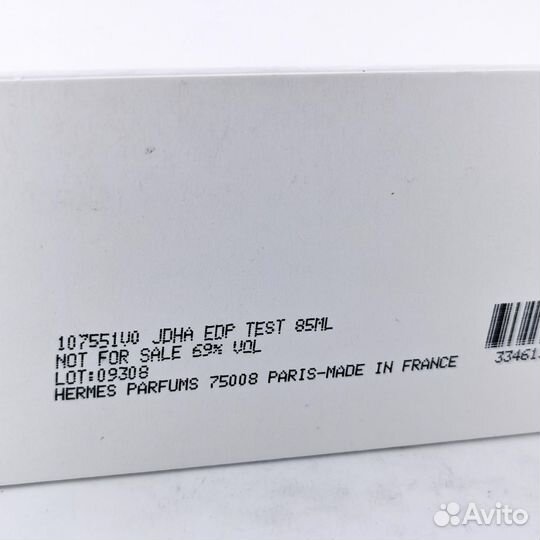 107551V0 JDHA EDP TEST 85ML
NOT FOR SALE 69% VOL
LOT:09308
HERMES PARFUMS 75008 PARIS-MADE IN FRANCE
33461
Avito